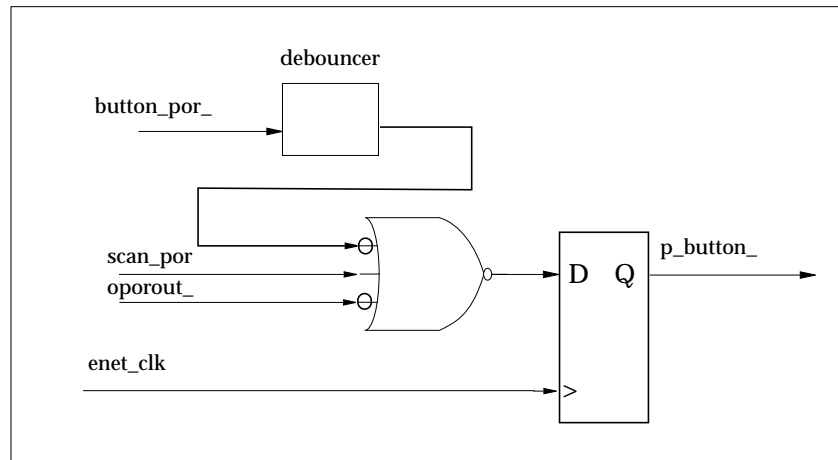 debouncer
button_por_
scan_por
oporout_
p_button_
D Q
enet_clk
>